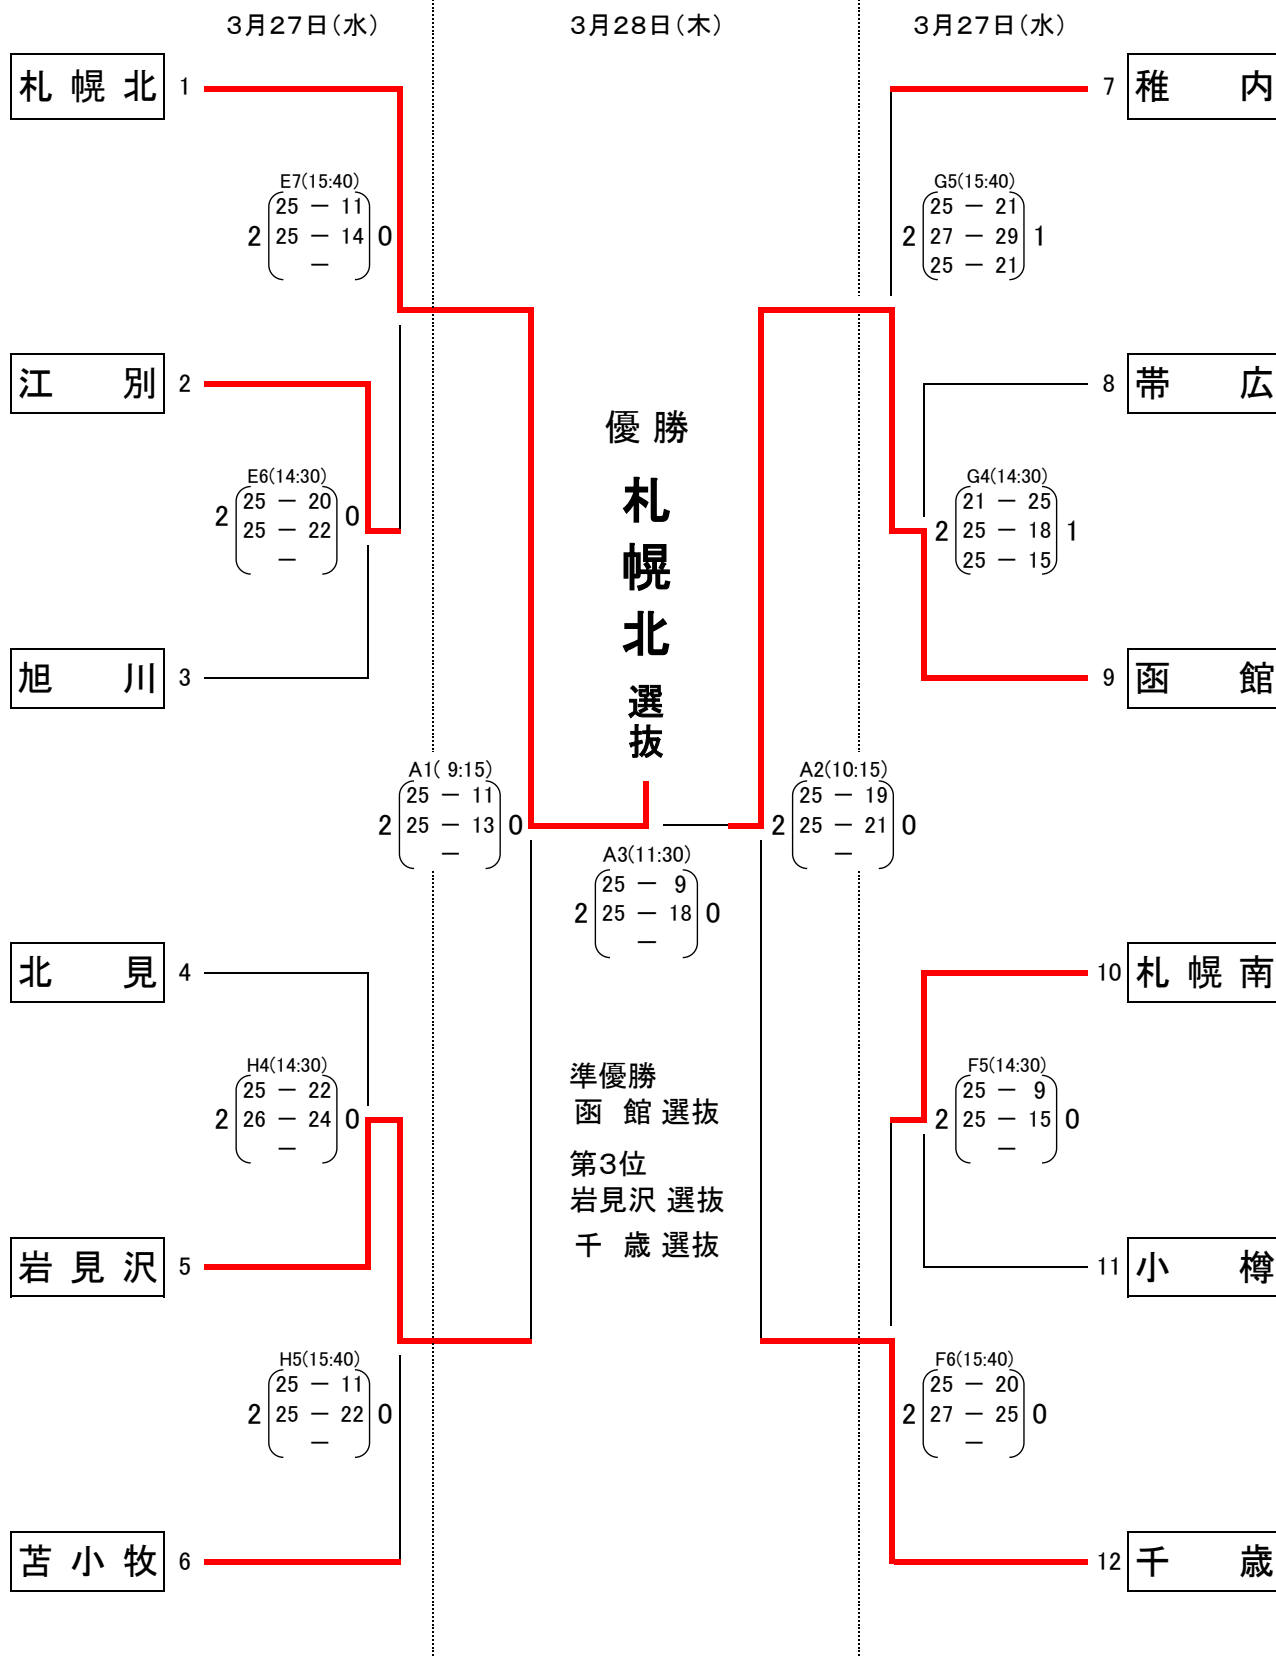 3月27日(水)
3月28日(木)
3月27日(水)
札幌北 1
7 稚内
E7(15:40)
25 － 11
2 25 － 14 0
－
G5(15:40)
25 － 21
2 27 － 29 1
25 － 21
江別 2
8 帯広
優勝
札幌北選抜
E6(14:30)
25 － 20
2 25 － 22 0
－
G4(14:30)
21 － 25
2 25 － 18 1
25 － 15
旭川 3
9 函館
A1( 9:15)
25 － 11
2 25 － 13 0
－
A2(10:15)
25 － 19
2 25 － 21 0
－
A3(11:30)
25 － 9
2 25 － 18 0
－
北見 4
10 札幌南
H4(14:30)
25 － 22
2 26 － 24 0
－
準優勝
函館 選抜
第3位
岩見沢 選抜
千歳 選抜
F5(14:30)
25 － 9
2 25 － 15 0
－
岩見沢 5
11 小樽
H5(15:40)
25 － 11
2 25 － 22 0
－
F6(15:40)
25 － 20
2 27 － 25 0
－
苫小牧 6
12 千歳